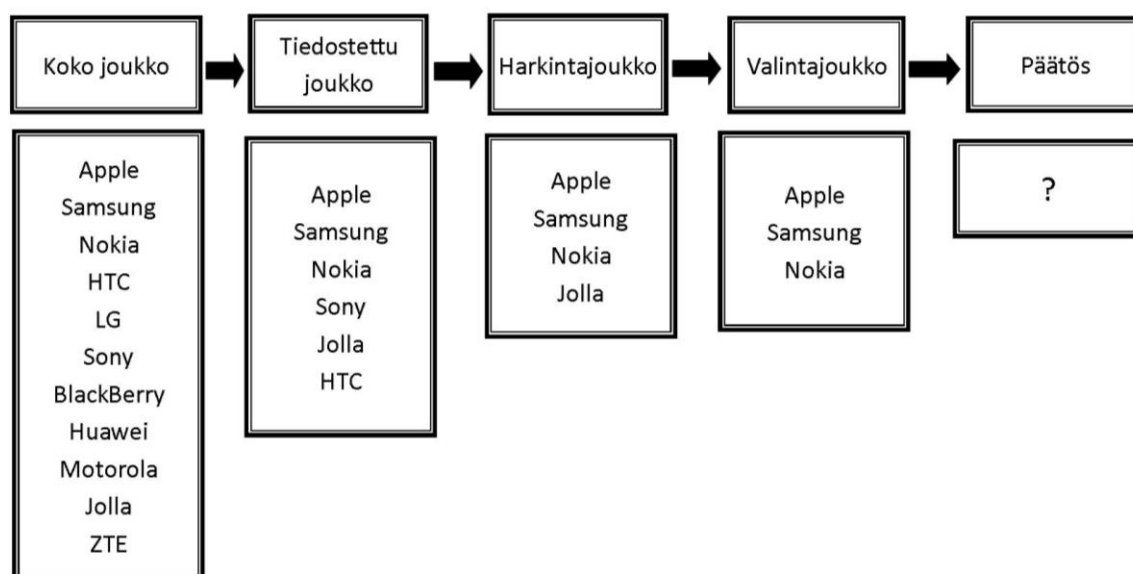 Koko joukko
Tiedostettu
joukko
Harkintajoukko
Valintajoukko
Päätös
Apple
Samsung
Nokia
HTC
LG
Sony
BlackBerry
Huawei
Motorola
Jolla
ZTE
Apple
Samsung
Nokia
Sony
Jolla
HTC
Apple
Samsung
Nokia
Jolla
Apple
Samsung
Nokia
?